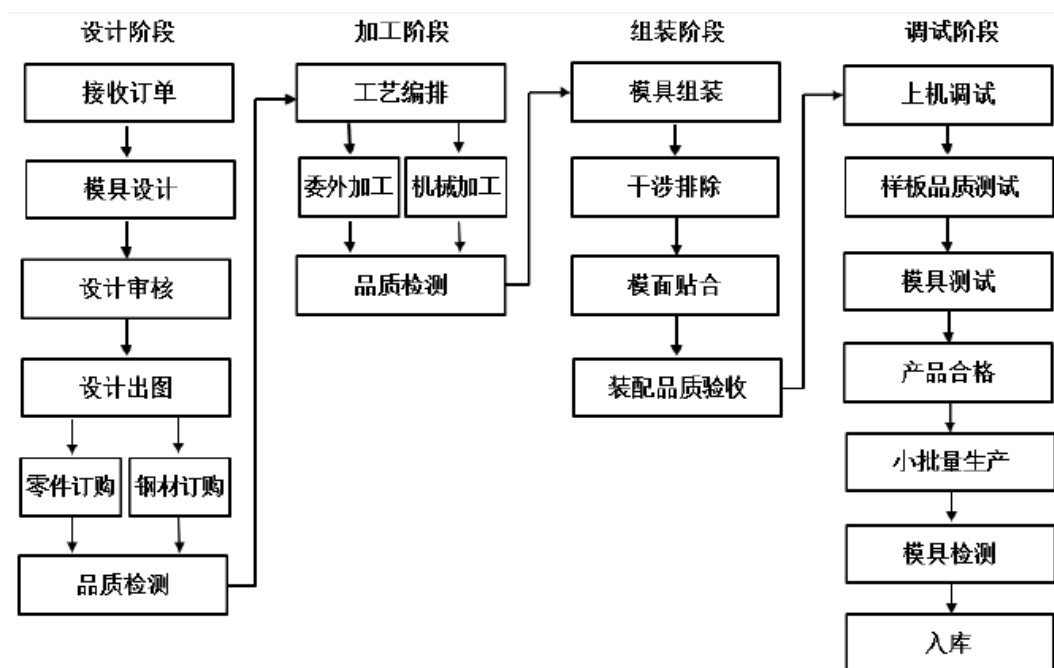 设计阶段
接收订单
模具设计
设计审核
设计出图
零件订购
钢材订购
品质检测
加工阶段
工艺编排
委外加工
机械加工
品质检测
组装阶段
模具组装
干涉排除
模面贴合
装配品质验收
调试阶段
上机调试
样板品质测试
模具测试
产品合格
小批量生产
模具检测
入库